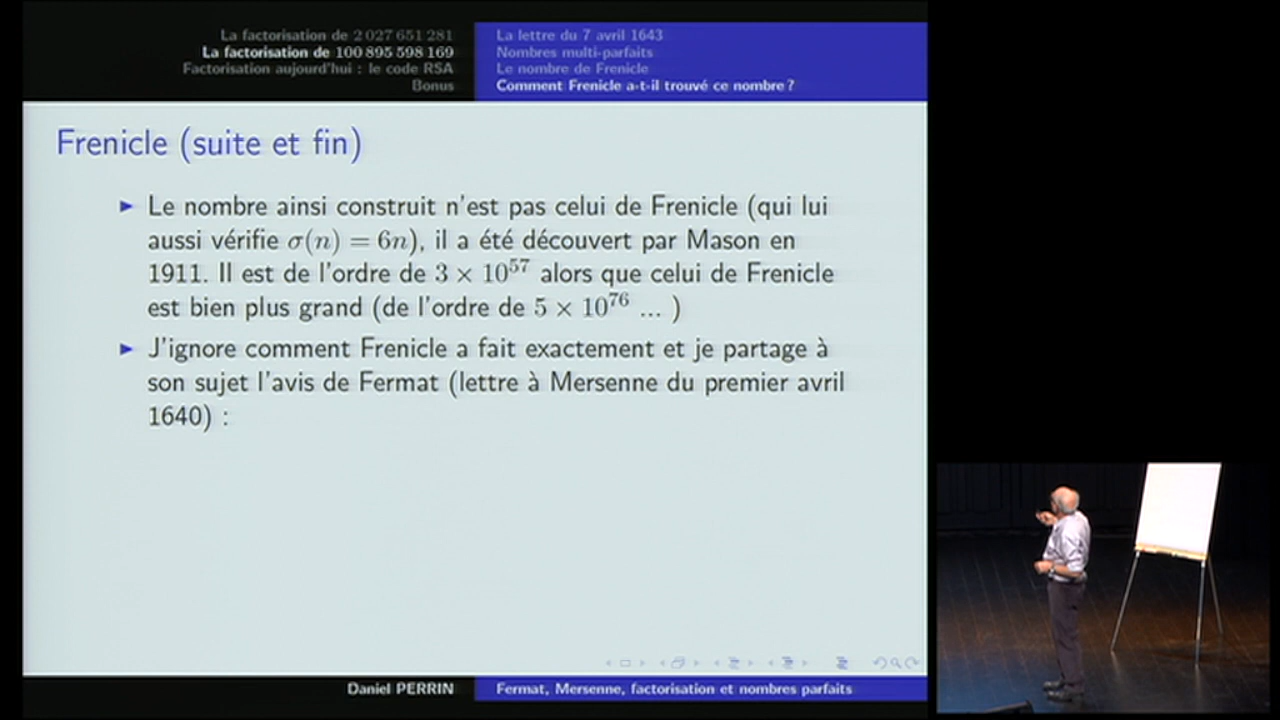 La factorisation de 2 027 651 281
La factorisation de 100 895 598 169
Factorisation aujourd'hui : le code RSA
Bonus
La lettre du 7 avril 1643
Nombres multi-parfaits
Le nombre de Frenicle
Comment Frenicle a-t-il trouvé ce nombre ?
Frenicle (suite et fin)
► Le nombre ainsi construit n'est pas celui de Frenicle (qui lui
aussi vérifie σ(n) = 6n), il a été découvert par Mason en
1911. Il est de l'ordre de 3 × 10⁵⁷ alors que celui de Frenicle
est bien plus grand (de l'ordre de 5 × 10⁷⁶ ... )
► J'ignore comment Frenicle a fait exactement et je partage à
son sujet l'avis de Fermat (lettre à Mersenne du premier avril
1640) :
Daniel PERRIN
Fermat, Mersenne, factorisation et nombres parfaits